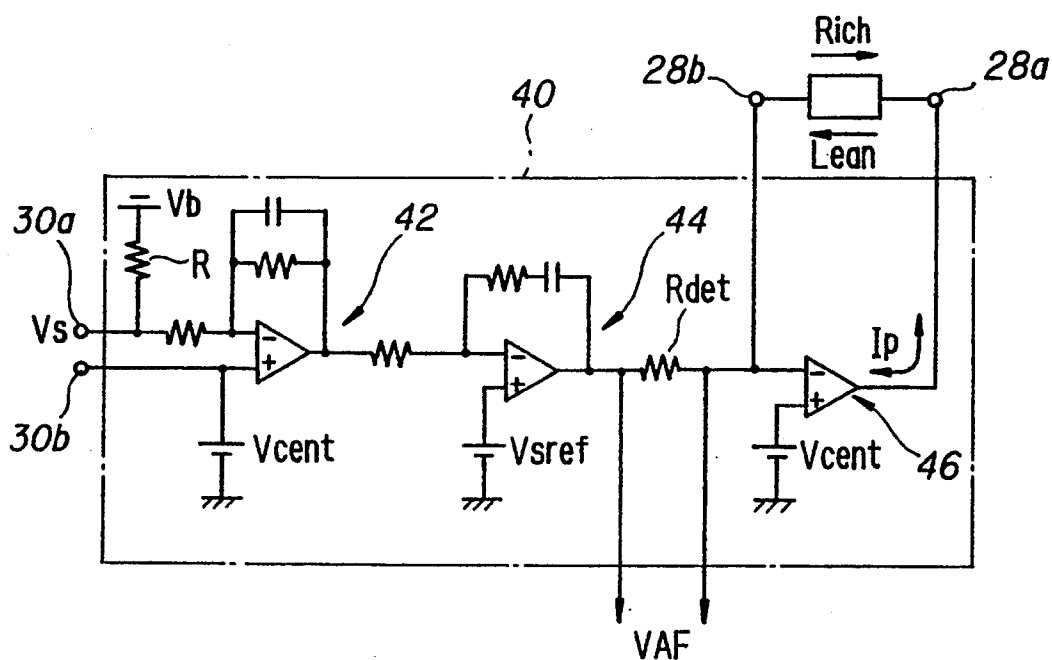 Rich
28b
28a
40
Lean
Vb
30a
42
44
R
Rdet
Vs
−
+
−
+
Ip
−
+
30b
Vcent
Vsref
Vcent
46
VAF